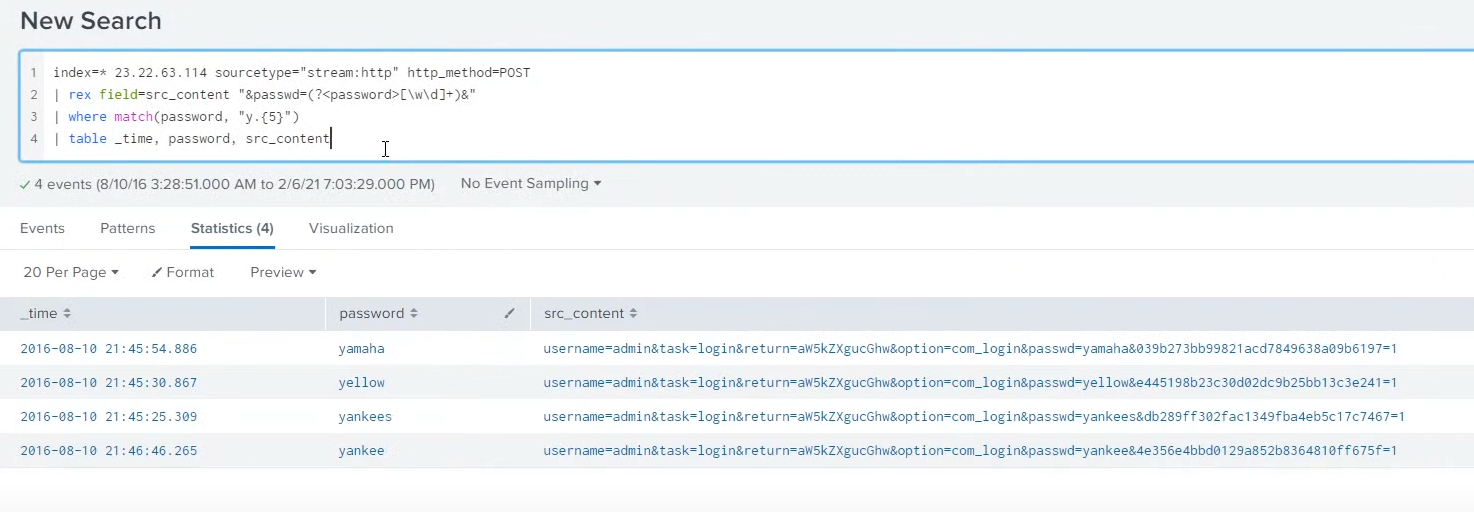 New Search
1 index=* 23.22.63.114 sourcetype="stream:http" http_method=POST
2 | rex field=src_content "&passwd=(?<password>[\w\d]+)&"
3 | where match(password, "y.{5}")
4 | table _time, password, src_content
4 events (8/10/16 3:28:51.000 AM to 2/6/21 7:03:29.000 PM) No Event Sampling
Events Patterns Statistics (4) Visualization
20 Per Page Format Preview
_time password src_content
2016-08-10 21:45:54.886 yamaha username=admin&task=login&return=aW5kZXgucGhw&option=com_login&passwd=yamaha&039b273bb99821acd7849638a09b6197=1
2016-08-10 21:45:30.867 yellow username=admin&task=login&return=aW5kZXgucGhw&option=com_login&passwd=yellow&e445198b23c30d02dc9b25bb13c3e241=1
2016-08-10 21:45:25.309 yankees username=admin&task=login&return=aW5kZXgucGhw&option=com_login&passwd=yankees&db289ff302fac1349fba4eb5c17c7467=1
2016-08-10 21:46:46.265 yankee username=admin&task=login&return=aW5kZXgucGhw&option=com_login&passwd=yankee&4e356e4bbd0129a852b8364810ff675f=1